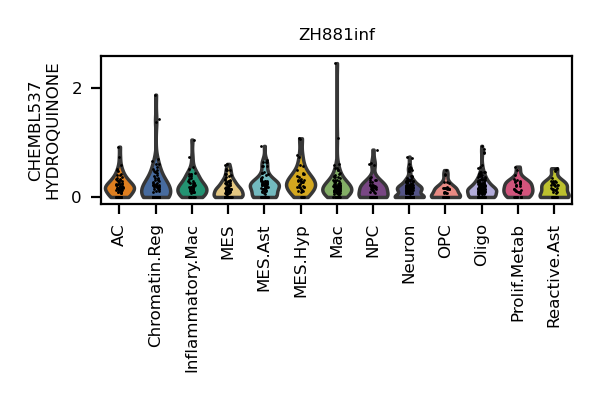 ZH881inf
CHEMBL537
HYDROQUINONE
2
0
AC
Chromatin.Reg
Inflammatory.Mac
MES
MES.Ast
MES.Hyp
Mac
NPC
Neuron
OPC
Oligo
Prolif.Metab
Reactive.Ast